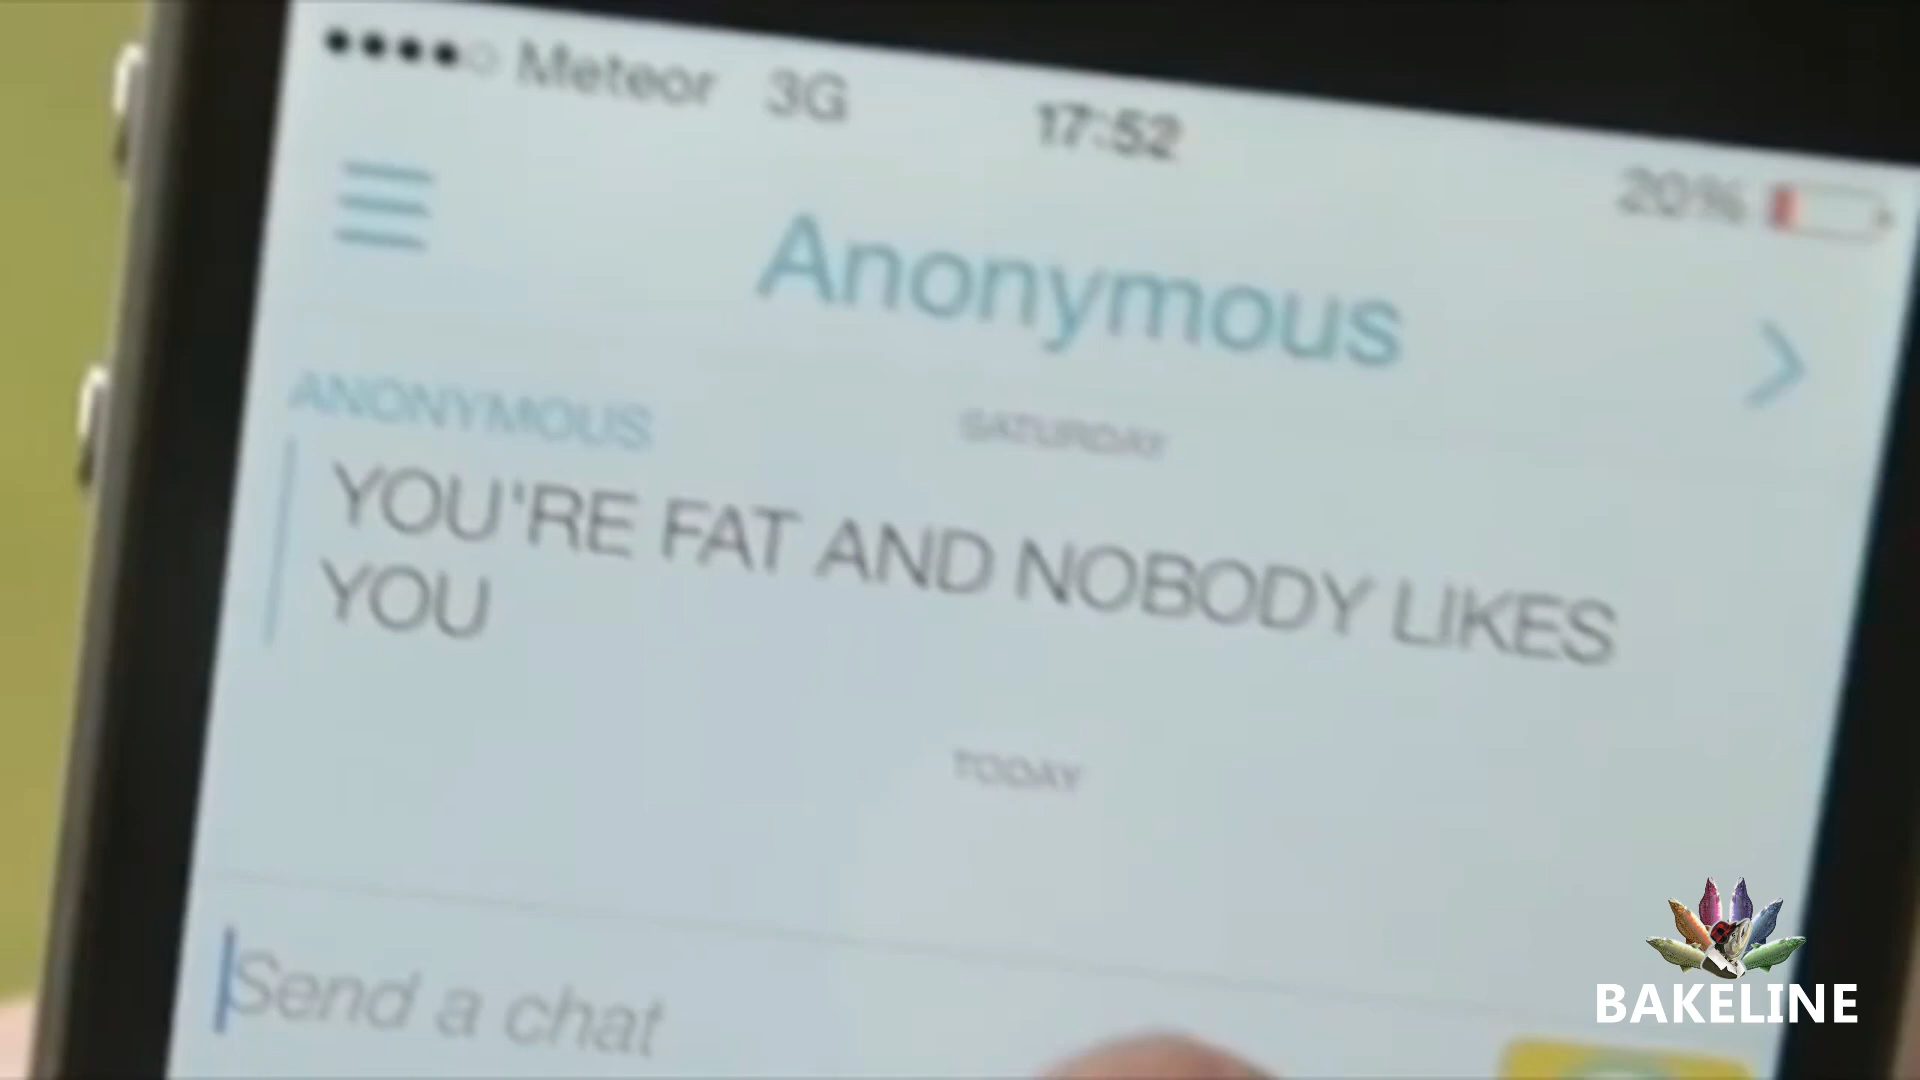 Meteor 3G 17:52 20%
Anonymous
ANONYMOUS
SATURDAY
YOU'RE FAT AND NOBODY LIKES
YOU
TODAY
Send a chat
BAKELINE